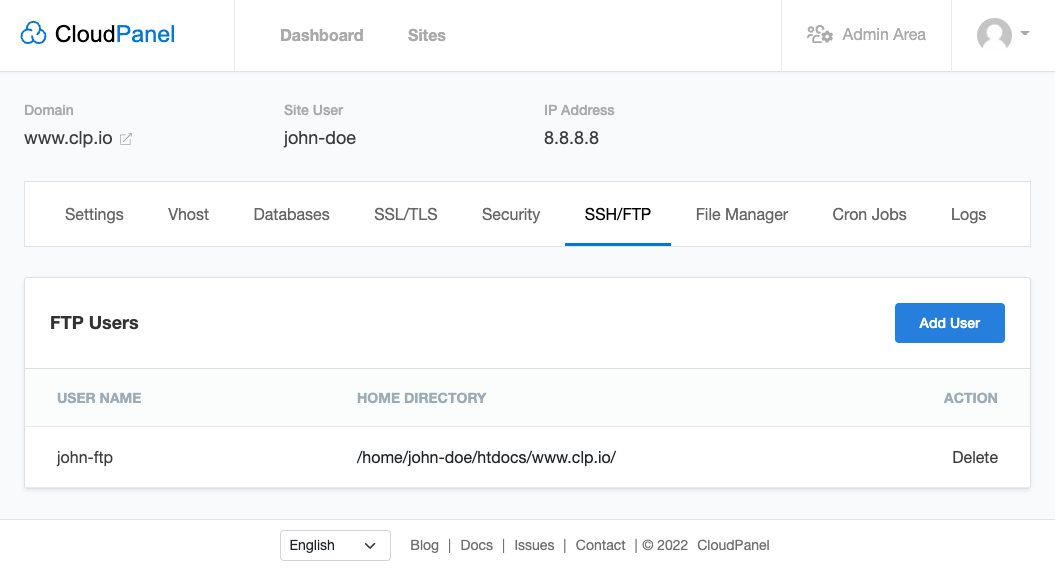 CloudPanel Dashboard Sites Admin Area
Domain Site User IP Address
www.clp.io john-doe 8.8.8.8
Settings Vhost Databases SSL/TLS Security SSH/FTP File Manager Cron Jobs Logs
FTP Users Add User
USER NAME HOME DIRECTORY ACTION
john-ftp /home/john-doe/htdocs/www.clp.io/ Delete
English Blog | Docs | Issues | Contact | © 2022 CloudPanel